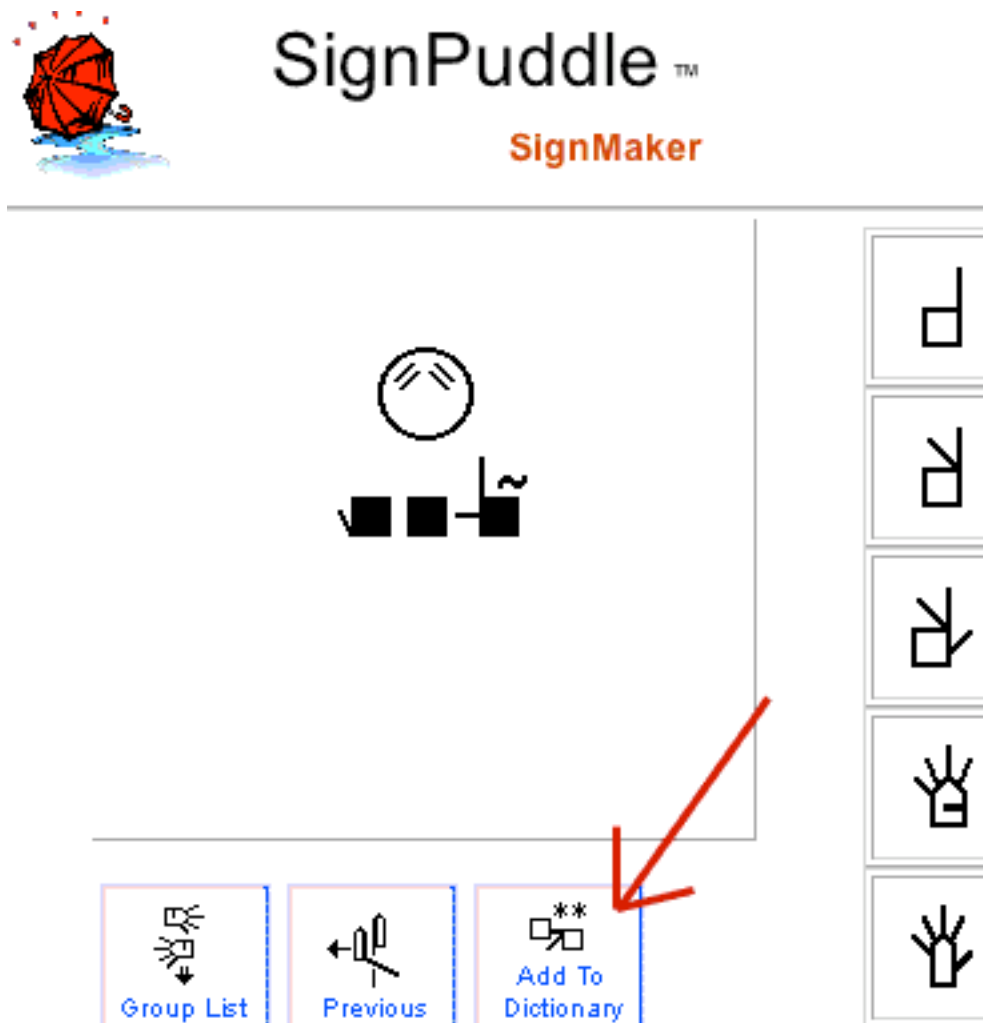 SignPuddle ™
SignMaker
Group List
Previous
Add To
Dictionary